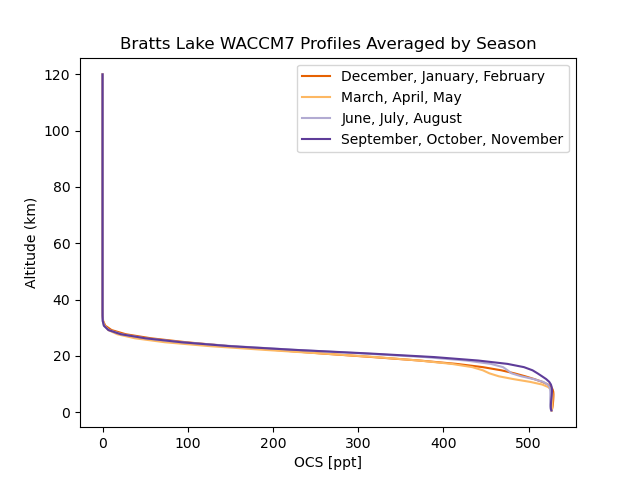 Bratts Lake WACCM7 Profiles Averaged by Season
120
100
80
60
40
20
0
Altitude (km)
December, January, February
March, April, May
June, July, August
September, October, November
0 100 200 300 400 500
OCS [ppt]